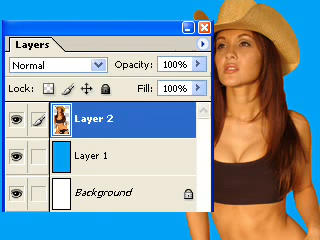 Layers
Normal Opacity: 100%
Lock: Fill: 100%
Layer 2
Layer 1
Background